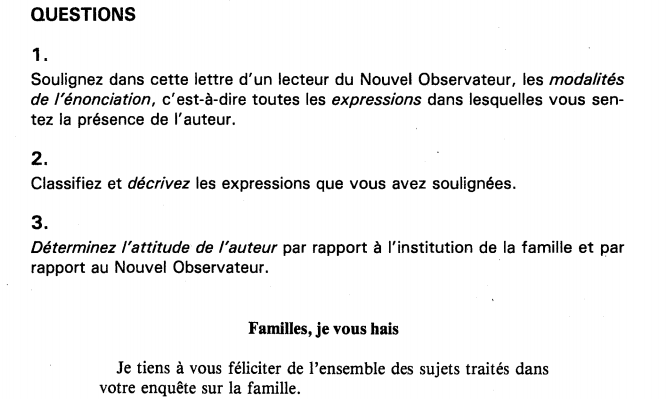 QUESTIONS
1.
Soulignez dans cette lettre d'un lecteur du Nouvel Observateur, les modalités
de l'énonciation, c'est-à-dire toutes les expressions dans lesquelles vous sen-
tez la présence de l'auteur.
2.
Classifiez et décrivez les expressions que vous avez soulignées.
3.
Déterminez l'attitude de l'auteur par rapport à l'institution de la famille et par
rapport au Nouvel Observateur.
Familles, je vous hais
Je tiens à vous féliciter de l'ensemble des sujets traités dans
votre enquête sur la famille.